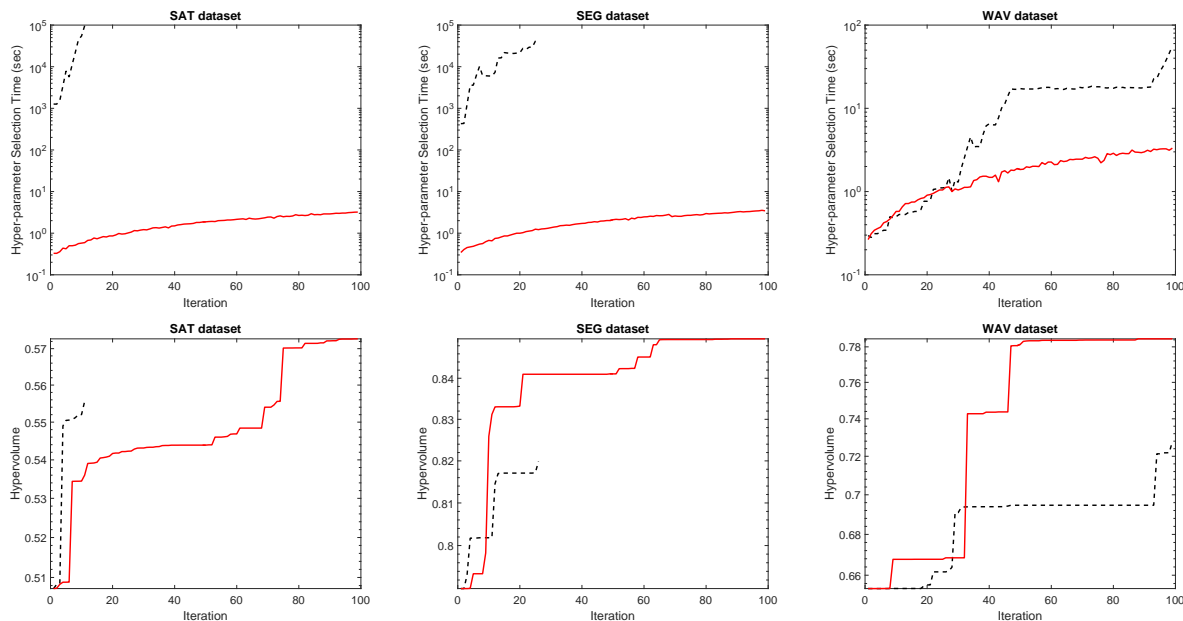 SAT dataset
Hyper-parameter Selection Time (sec)
10^5
10^4
10^3
10^2
10^1
10^0
10^-1
0 20 40 60 80 100
Iteration
SEG dataset
Hyper-parameter Selection Time (sec)
10^5
10^4
10^3
10^2
10^1
10^0
10^-1
0 20 40 60 80 100
Iteration
WAV dataset
Hyper-parameter Selection Time (sec)
10^2
10^1
10^0
10^-1
0 20 40 60 80 100
Iteration
SAT dataset
Hypervolume
0.57
0.56
0.55
0.54
0.53
0.52
0.51
0 20 40 60 80 100
Iteration
SEG dataset
Hypervolume
0.84
0.83
0.82
0.81
0.8
0 20 40 60 80 100
Iteration
WAV dataset
Hypervolume
0.78
0.76
0.74
0.72
0.7
0.68
0.66
0 20 40 60 80 100
Iteration